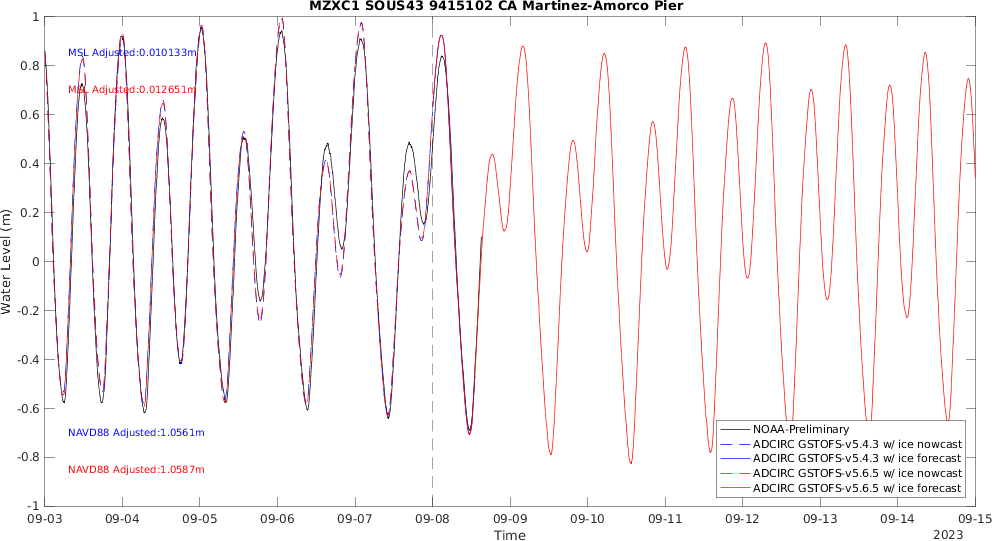 MZXC1 SOUS43 9415102 CA Martinez-Amorco Pier
1
0.8
0.6
0.4
0.2
0
-0.2
-0.4
-0.6
-0.8
-1
Water Level (m)
MSL Adjusted:0.010133m
MSL Adjusted:0.012651m
NAVD88 Adjusted:1.0561m
NAVD88 Adjusted:1.0587m
NOAA-Preliminary
ADCIRC GSTOFS-v5.4.3 w/ ice nowcast
ADCIRC GSTOFS-v5.4.3 w/ ice forecast
ADCIRC GSTOFS-v5.6.5 w/ ice nowcast
ADCIRC GSTOFS-v5.6.5 w/ ice forecast
09-03 09-04 09-05 09-06 09-07 09-08 09-09 09-10 09-11 09-12 09-13 09-14 09-15
Time
2023